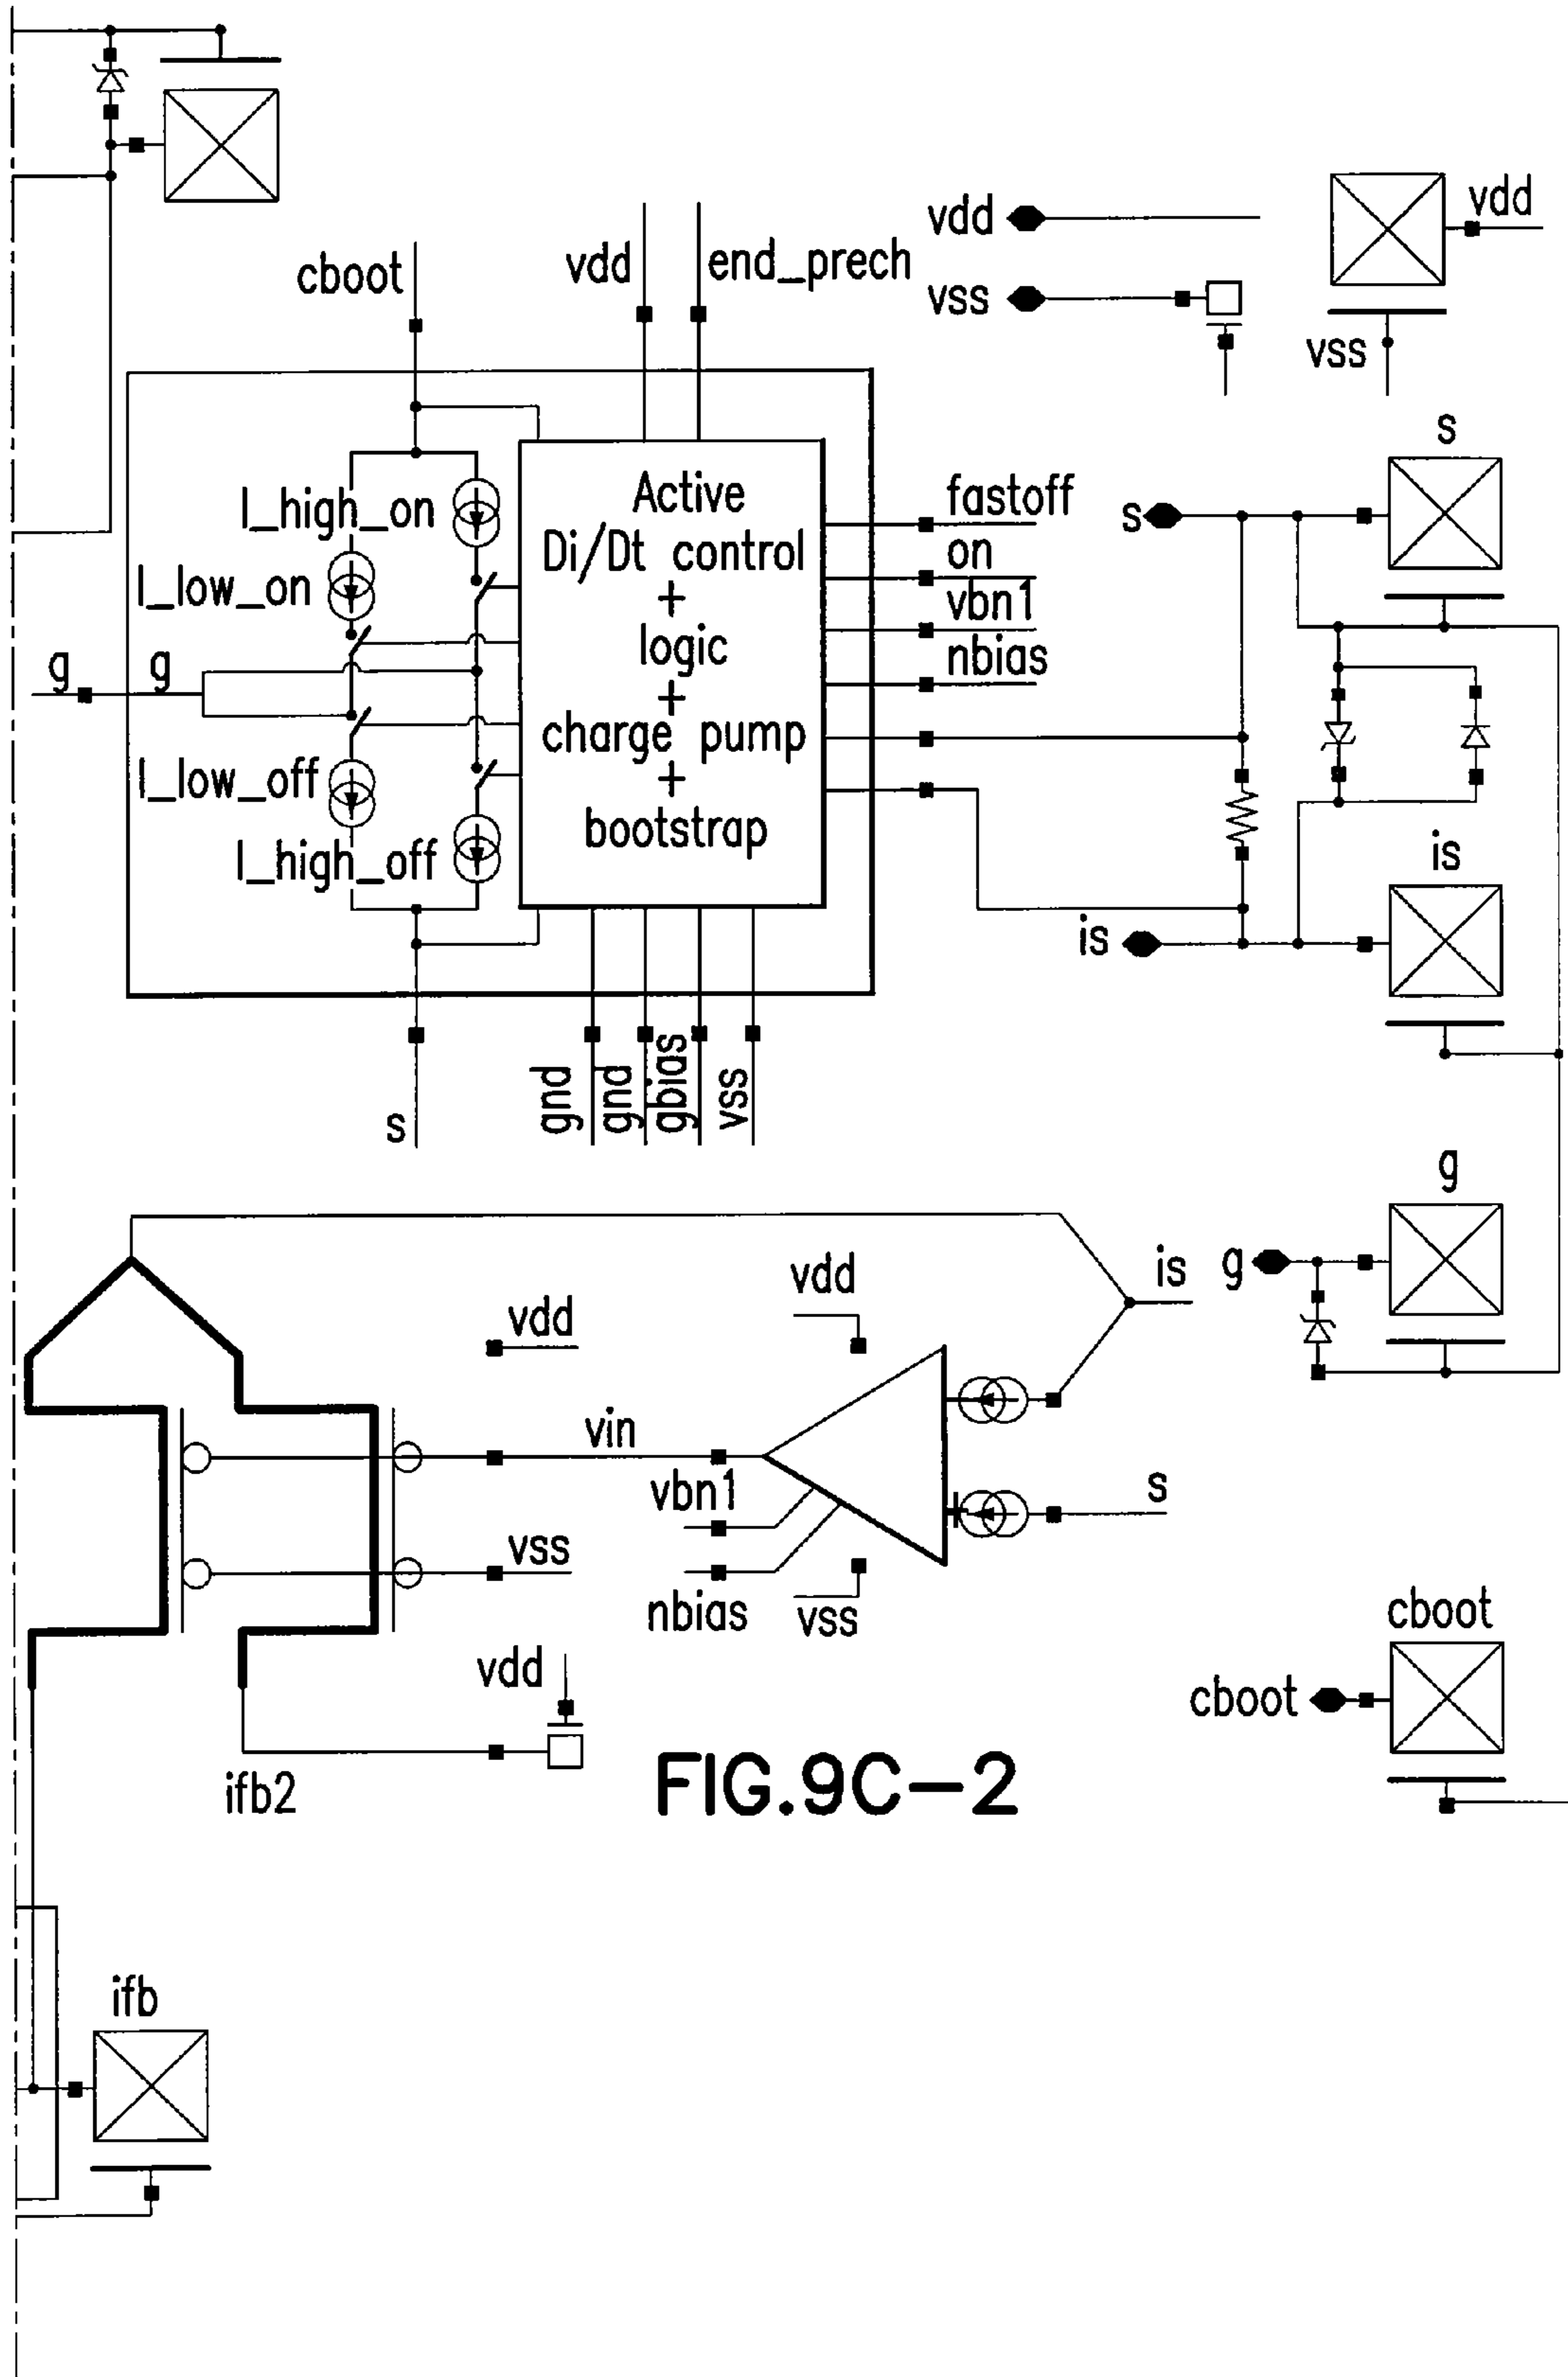 vdd
vdd
vss
vss
cboot
vdd
end_prech
s
I_high_on
I_low_on
g
g
I_low_off
I_high_off
Active
Di/Dt control
+
logic
+
charge pump
+
bootstrap
fastoff
on
vbn1
nbias
s
is
is
s
gnd
gnd
gbias
vss
g
g
is
vdd
vdd
vin
vbn1
s
vss
nbias
vss
cboot
vdd
cboot
ifb2
FIG.9C-2
ifb